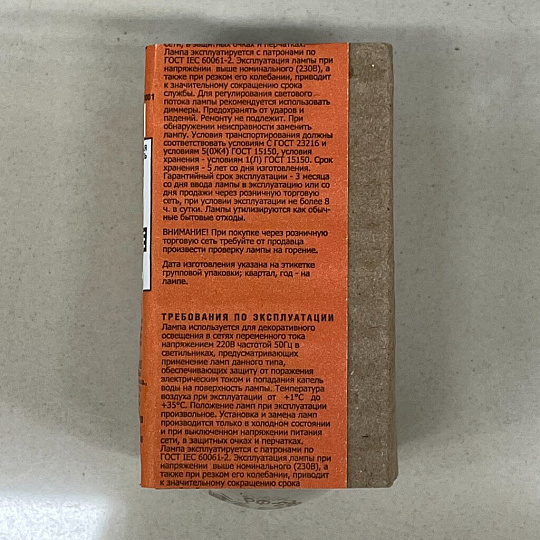 сети, в защитных очках и перчатках.
Лампа эксплуатируется с патронами по
ГОСТ IEC 60061-2. Эксплуатация лампы при
напряжении выше номинального (230В), а
также при резком его колебании, приводит
к значительному сокращению срока
службы. Для регулирования светового
потока лампы рекомендуется использовать
диммеры. Предохранять от ударов и
падений. Ремонту не подлежит. При
обнаружении неисправности заменить
лампу. Условия транспортирования должны
соответствовать условиям С ГОСТ 23216 и
условиям 5(ОЖ4) ГОСТ 15150, условия
хранения - условиям 1(Л) ГОСТ 15150. Срок
хранения - 5 лет со дня изготовления.
Гарантийный срок эксплуатации - 3 месяца
со дня ввода лампы в эксплуатацию или со
дня продажи через розничную торговую
сеть, при условии эксплуатации не более 8
ч. в сутки. Лампы утилизируются как обыч-
ные бытовые отходы.
ВНИМАНИЕ! При покупке через розничную
торговую сеть требуйте от продавца
произвести проверку лампы на горение.
Дата изготовления указана на этикетке
групповой упаковки; квартал, год - на
лампе.
ТРЕБОВАНИЯ ПО ЭКСПЛУАТАЦИИ
Лампа используется для декоративного
освещения в сетях переменного тока
напряжением 220В частотой 50Гц в
светильниках, предусматривающих
применение ламп данного типа,
обеспечивающих защиту от поражения
электрическим током и попадания капель
воды на поверхность лампы. Температура
воздуха при эксплуатации от +1°С до
+35°С. Положение ламп при эксплуатации
произвольное. Установка и замена ламп
производится только в холодном состоянии
и при выключенном напряжении питания
сети, в защитных очках и перчатках.
Лампа эксплуатируется с патронами по
ГОСТ IEC 60061-2. Эксплуатация лампы при
напряжении выше номинального (230В), а
также при резком его колебании, приводит
к значительному сокращению срока